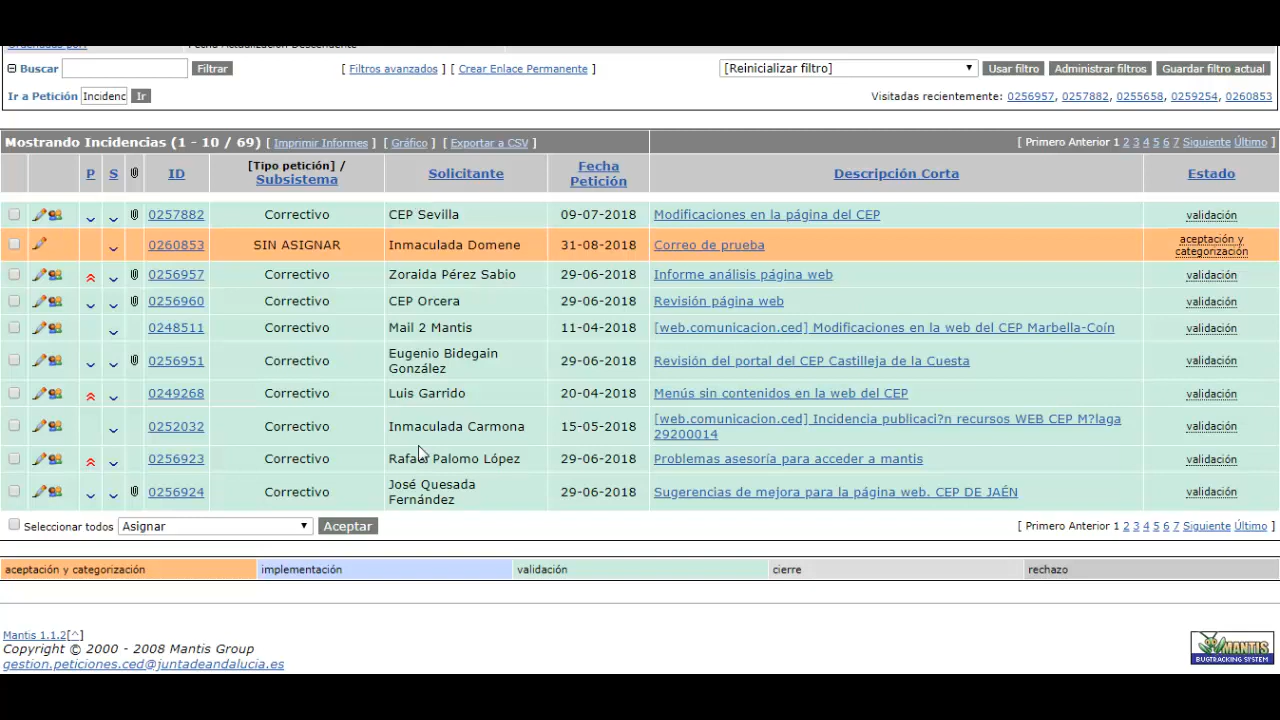 Buscar Filtrar [ Filtros avanzados ] [ Crear Enlace Permanente ] [Reinicializar filtro] Usar filtro Administrar filtros Guardar filtro actual
Ir a Petición Incidenc Ir Visitadas recientemente: 0256957, 0257882, 0255658, 0259254, 0260853
Mostrando Incidencias (1 - 10 / 69) [ Imprimir Informes ] [ Gráfico ] [ Exportar a CSV ] [ Primero Anterior 1 2 3 4 5 6 7 Siguiente Último ]
P S ID [Tipo petición] / Subsistema Solicitante Fecha Petición Descripción Corta Estado
0257882 Correctivo CEP Sevilla 09-07-2018 Modificaciones en la página del CEP validación
0260853 SIN ASIGNAR Inmaculada Domene 31-08-2018 Correo de prueba aceptación y categorización
0256957 Correctivo Zoraida Pérez Sabio 29-06-2018 Informe análisis página web validación
0256960 Correctivo CEP Orcera 29-06-2018 Revisión página web validación
0248511 Correctivo Mail 2 Mantis 11-04-2018 [web.comunicacion.ced] Modificaciones en la web del CEP Marbella-Coín validación
0256951 Correctivo Eugenio Bidegain González 29-06-2018 Revisión del portal del CEP Castilleja de la Cuesta validación
0249268 Correctivo Luis Garrido 20-04-2018 Menús sin contenidos en la web del CEP validación
0252032 Correctivo Inmaculada Carmona 15-05-2018 [web.comunicacion.ced] Incidencia publicaci?n recursos WEB CEP M?laga 29200014 validación
0256923 Correctivo Rafael Palomo López 29-06-2018 Problemas asesoría para acceder a mantis validación
0256924 Correctivo José Quesada Fernández 29-06-2018 Sugerencias de mejora para la página web. CEP DE JAÉN validación
Seleccionar todos Asignar Aceptar [ Primero Anterior 1 2 3 4 5 6 7 Siguiente Último ]
aceptación y categorización implementación validación cierre rechazo
Mantis 1.1.2[^]
Copyright © 2000 - 2008 Mantis Group
gestion.peticiones.ced@juntadeandalucia.es
MANTIS
BUGTRACKING SYSTEM